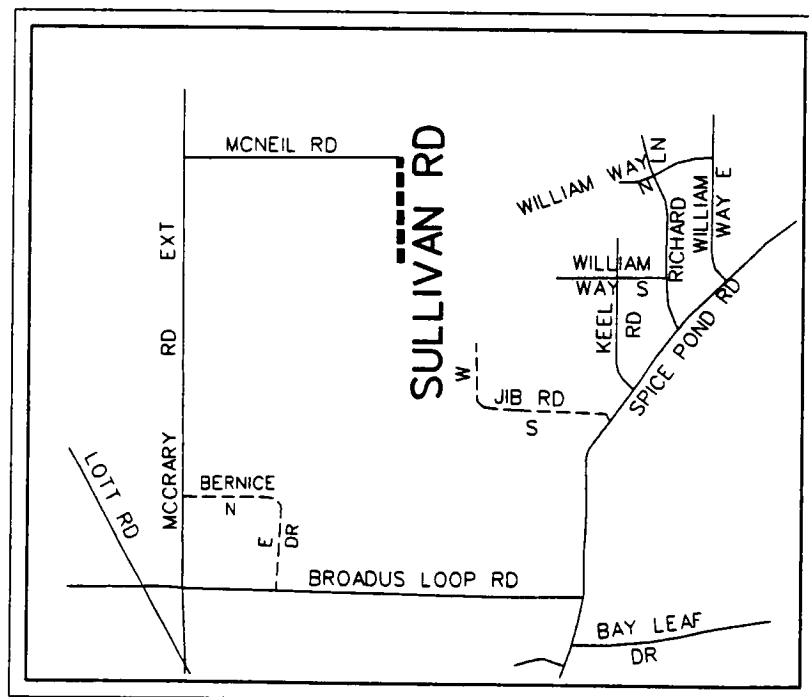 MCNEIL RD
SULLIVAN RD
WILLIAM WAY
N
LN
RICHARD
WILLIAM
WAY E
WILLIAM
WAY S
KEEL
RD
SPICE POND RD
W
JIB RD
S
MCCRARY RD EXT
LOTT RD
BERNICE
N
E
DR
BROADUS LOOP RD
BAY LEAF
DR